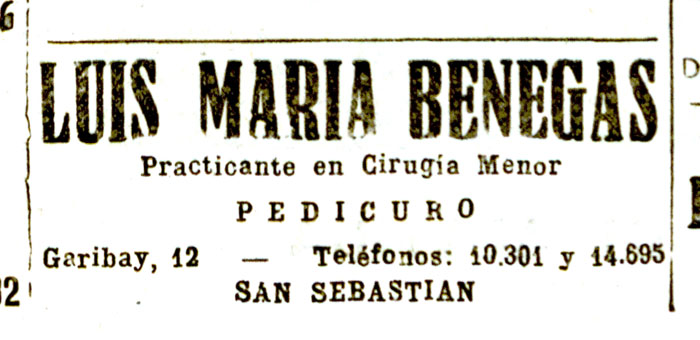 LUIS MARIA BENEGAS
Practicante en Cirugía Menor
PEDICURO
Garibay, 12 — Teléfonos: 10.301 y 14.695
SAN SEBASTIAN